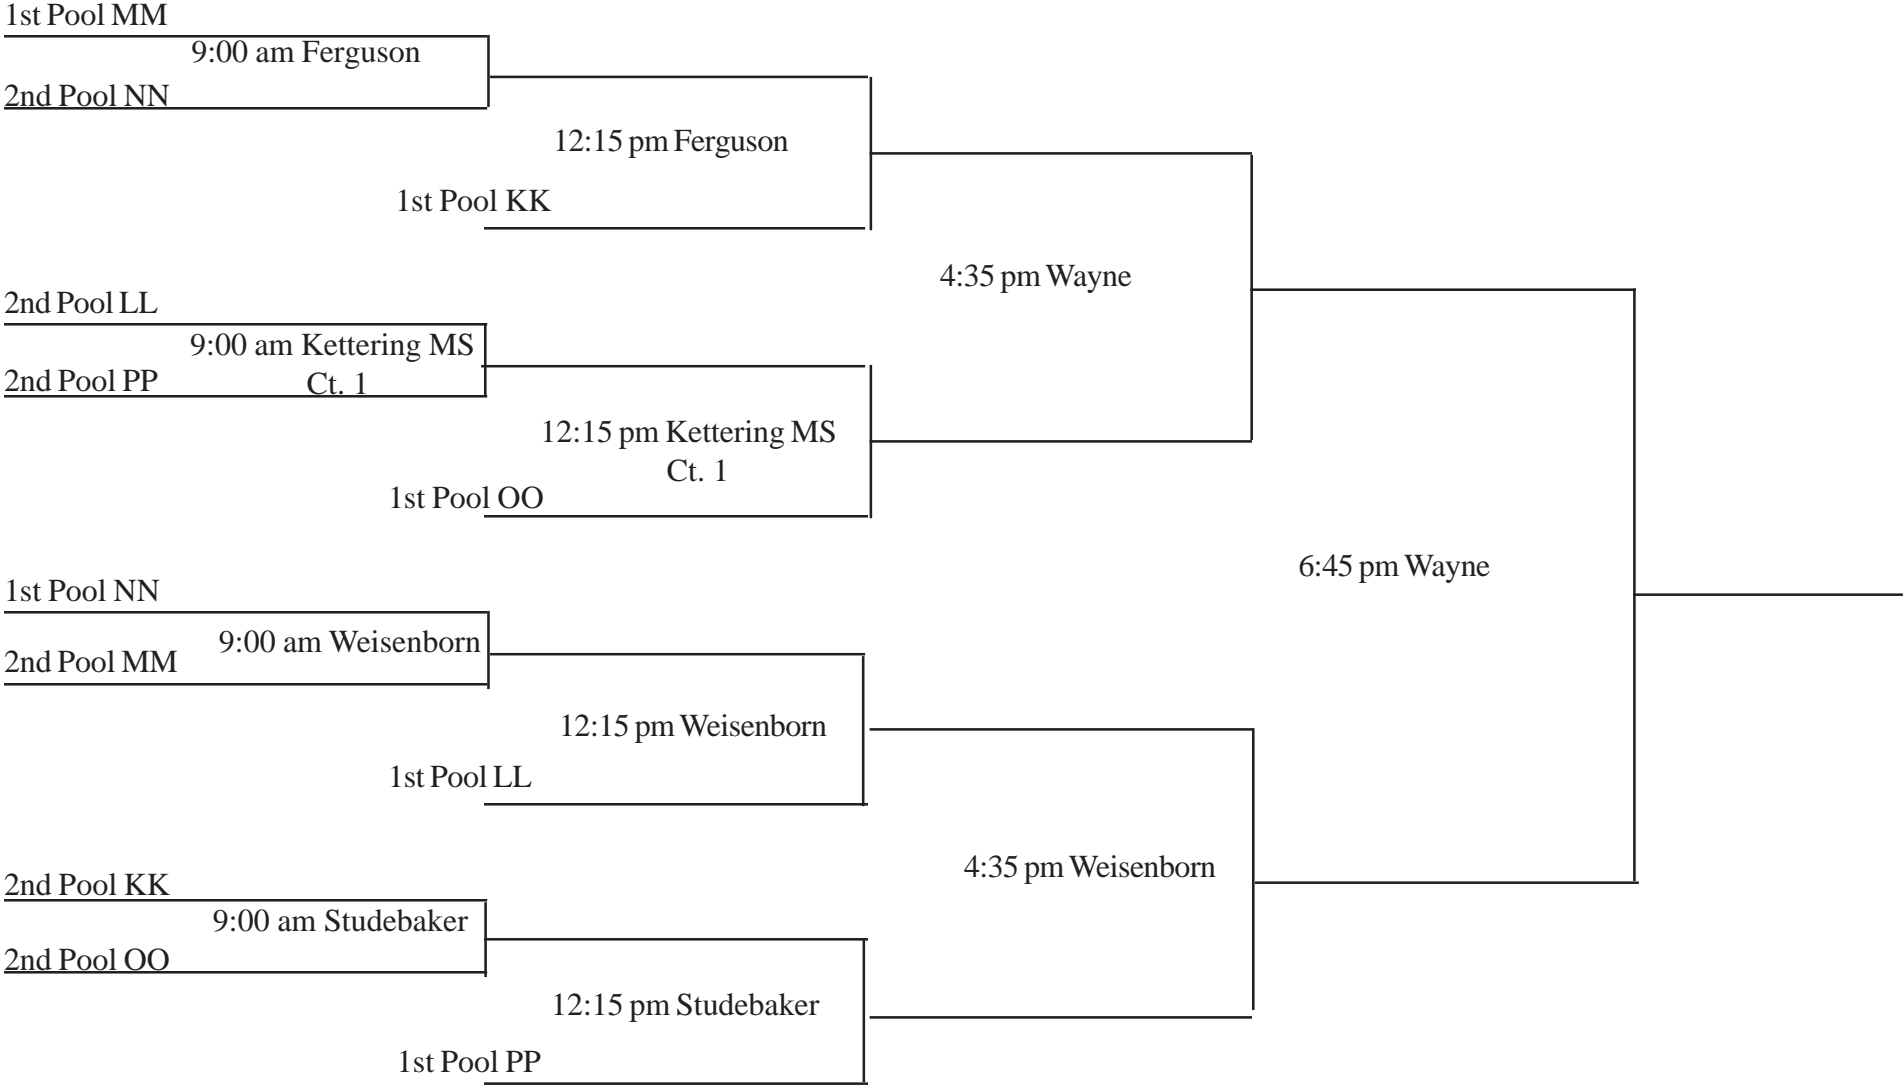 1st Pool MM
9:00 am Ferguson
2nd Pool NN
12:15 pm Ferguson
1st Pool KK
4:35 pm Wayne
2nd Pool LL
9:00 am Kettering MS
Ct. 1
2nd Pool PP
12:15 pm Kettering MS
Ct. 1
1st Pool OO
6:45 pm Wayne
1st Pool NN
9:00 am Weisenborn
2nd Pool MM
12:15 pm Weisenborn
1st Pool LL
4:35 pm Weisenborn
2nd Pool KK
9:00 am Studebaker
2nd Pool OO
12:15 pm Studebaker
1st Pool PP